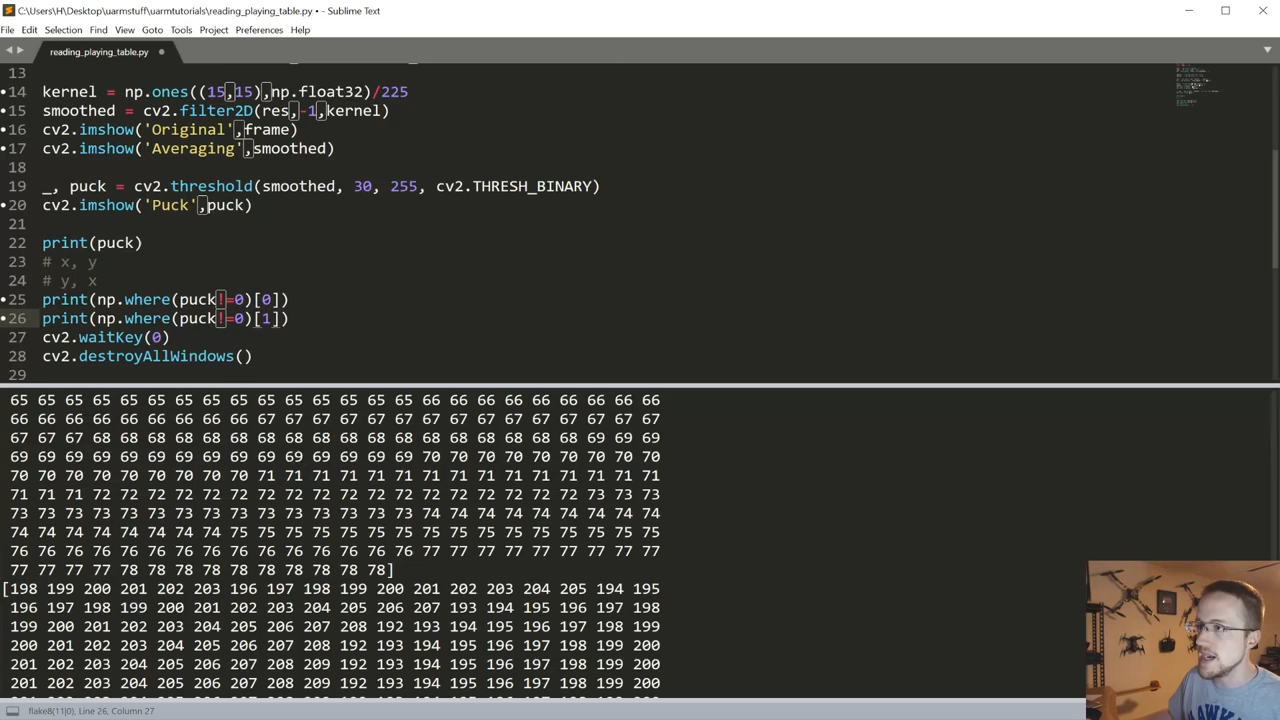 C:\Users\H\Desktop\uarmstuff\uarmtutorials\reading_playing_table.py • - Sublime Text
File Edit Selection Find View Goto Tools Project Preferences Help
reading_playing_table.py
13
14 kernel = np.ones((15,15),np.float32)/225
15 smoothed = cv2.filter2D(res,-1,kernel)
16 cv2.imshow('Original',frame)
17 cv2.imshow('Averaging',smoothed)
18
19 _, puck = cv2.threshold(smoothed, 30, 255, cv2.THRESH_BINARY)
20 cv2.imshow('Puck',puck)
21
22 print(puck)
23 # x, y
24 # y, x
25 print(np.where(puck!=0)[0])
26 print(np.where(puck!=0)[1])
27 cv2.waitKey(0)
28 cv2.destroyAllWindows()
29
65 65 65 65 65 65 65 65 65 65 65 65 65 65 65 66 66 66 66 66 66 66 66 66
66 66 66 66 66 66 66 66 66 67 67 67 67 67 67 67 67 67 67 67 67 67 67 67
67 67 67 68 68 68 68 68 68 68 68 68 68 68 68 68 68 68 68 68 68 69 69 69
69 69 69 69 69 69 69 69 69 69 69 69 69 70 70 70 70 70 70 70 70 70
70 70 70 70 70 70 70 70 70 71 71 71 71 71 71 71 71 71 71 71 71 71 71 71
71 71 71 72 72 72 72 72 72 72 72 72 72 72 72 72 72 72 72 72 72 73 73 73
73 73 73 73 73 73 73 73 73 73 73 73 73 73 74 74 74 74 74 74 74 74 74 74
74 74 74 74 74 74 75 75 75 75 75 75 75 75 75 75 75 75 75 75 75 75
76 76 76 76 76 76 76 76 76 76 76 76 76 76 76 77 77 77 77 77 77 77 77 77
77 77 77 77 78 78 78 78 78 78 78 78 78 78]
[198 199 200 201 202 203 196 197 198 199 200 201 202 203 204 205 194 195
196 197 198 199 200 201 202 203 204 205 206 207 193 194 195 196 197 198
199 200 201 202 203 204 205 206 207 208 192 193 194 195 196 197 198 199
200 201 202 203 204 205 206 207 208 209 192 193 194 195 196 197 198 199 200
201 202 203 204 205 206 207 208 209 192 193 194 195 196 197 198 199 200
201 202 203 204 205 206 207 208 209 192 193 194 195 196 197 198 199 200
flake8(11|0), Line 26, Column 27